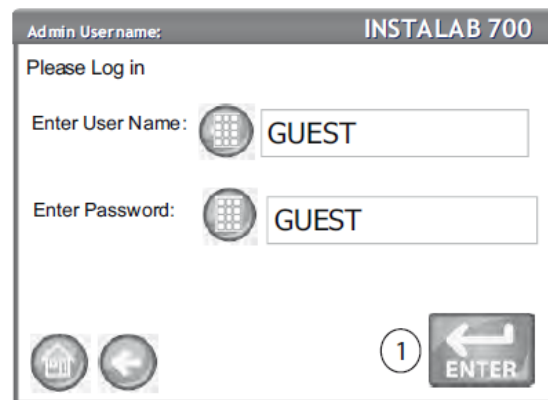 Admin Username: INSTALAB 700
Please Log in
Enter User Name: GUEST
Enter Password: GUEST
1 ENTER